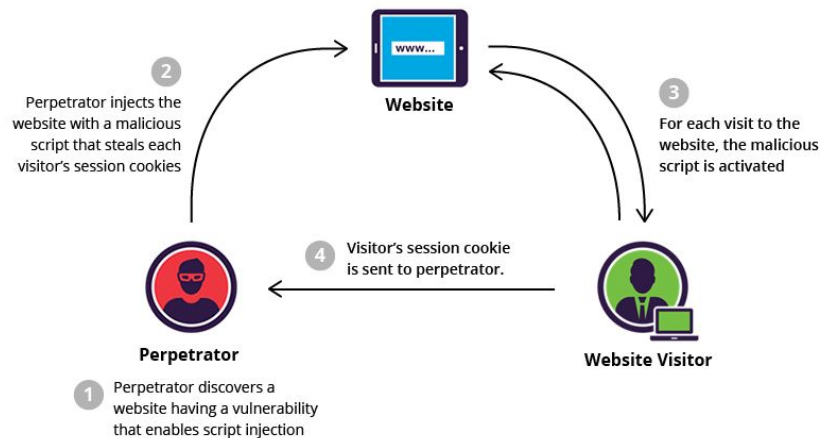 www...
Website
2
Perpetrator injects the
website with a malicious
script that steals each
visitor's session cookies
3
For each visit to the
website, the malicious
script is activated
4
Visitor's session cookie
is sent to perpetrator.
Perpetrator
Website Visitor
1
Perpetrator discovers a
website having a vulnerability
that enables script injection